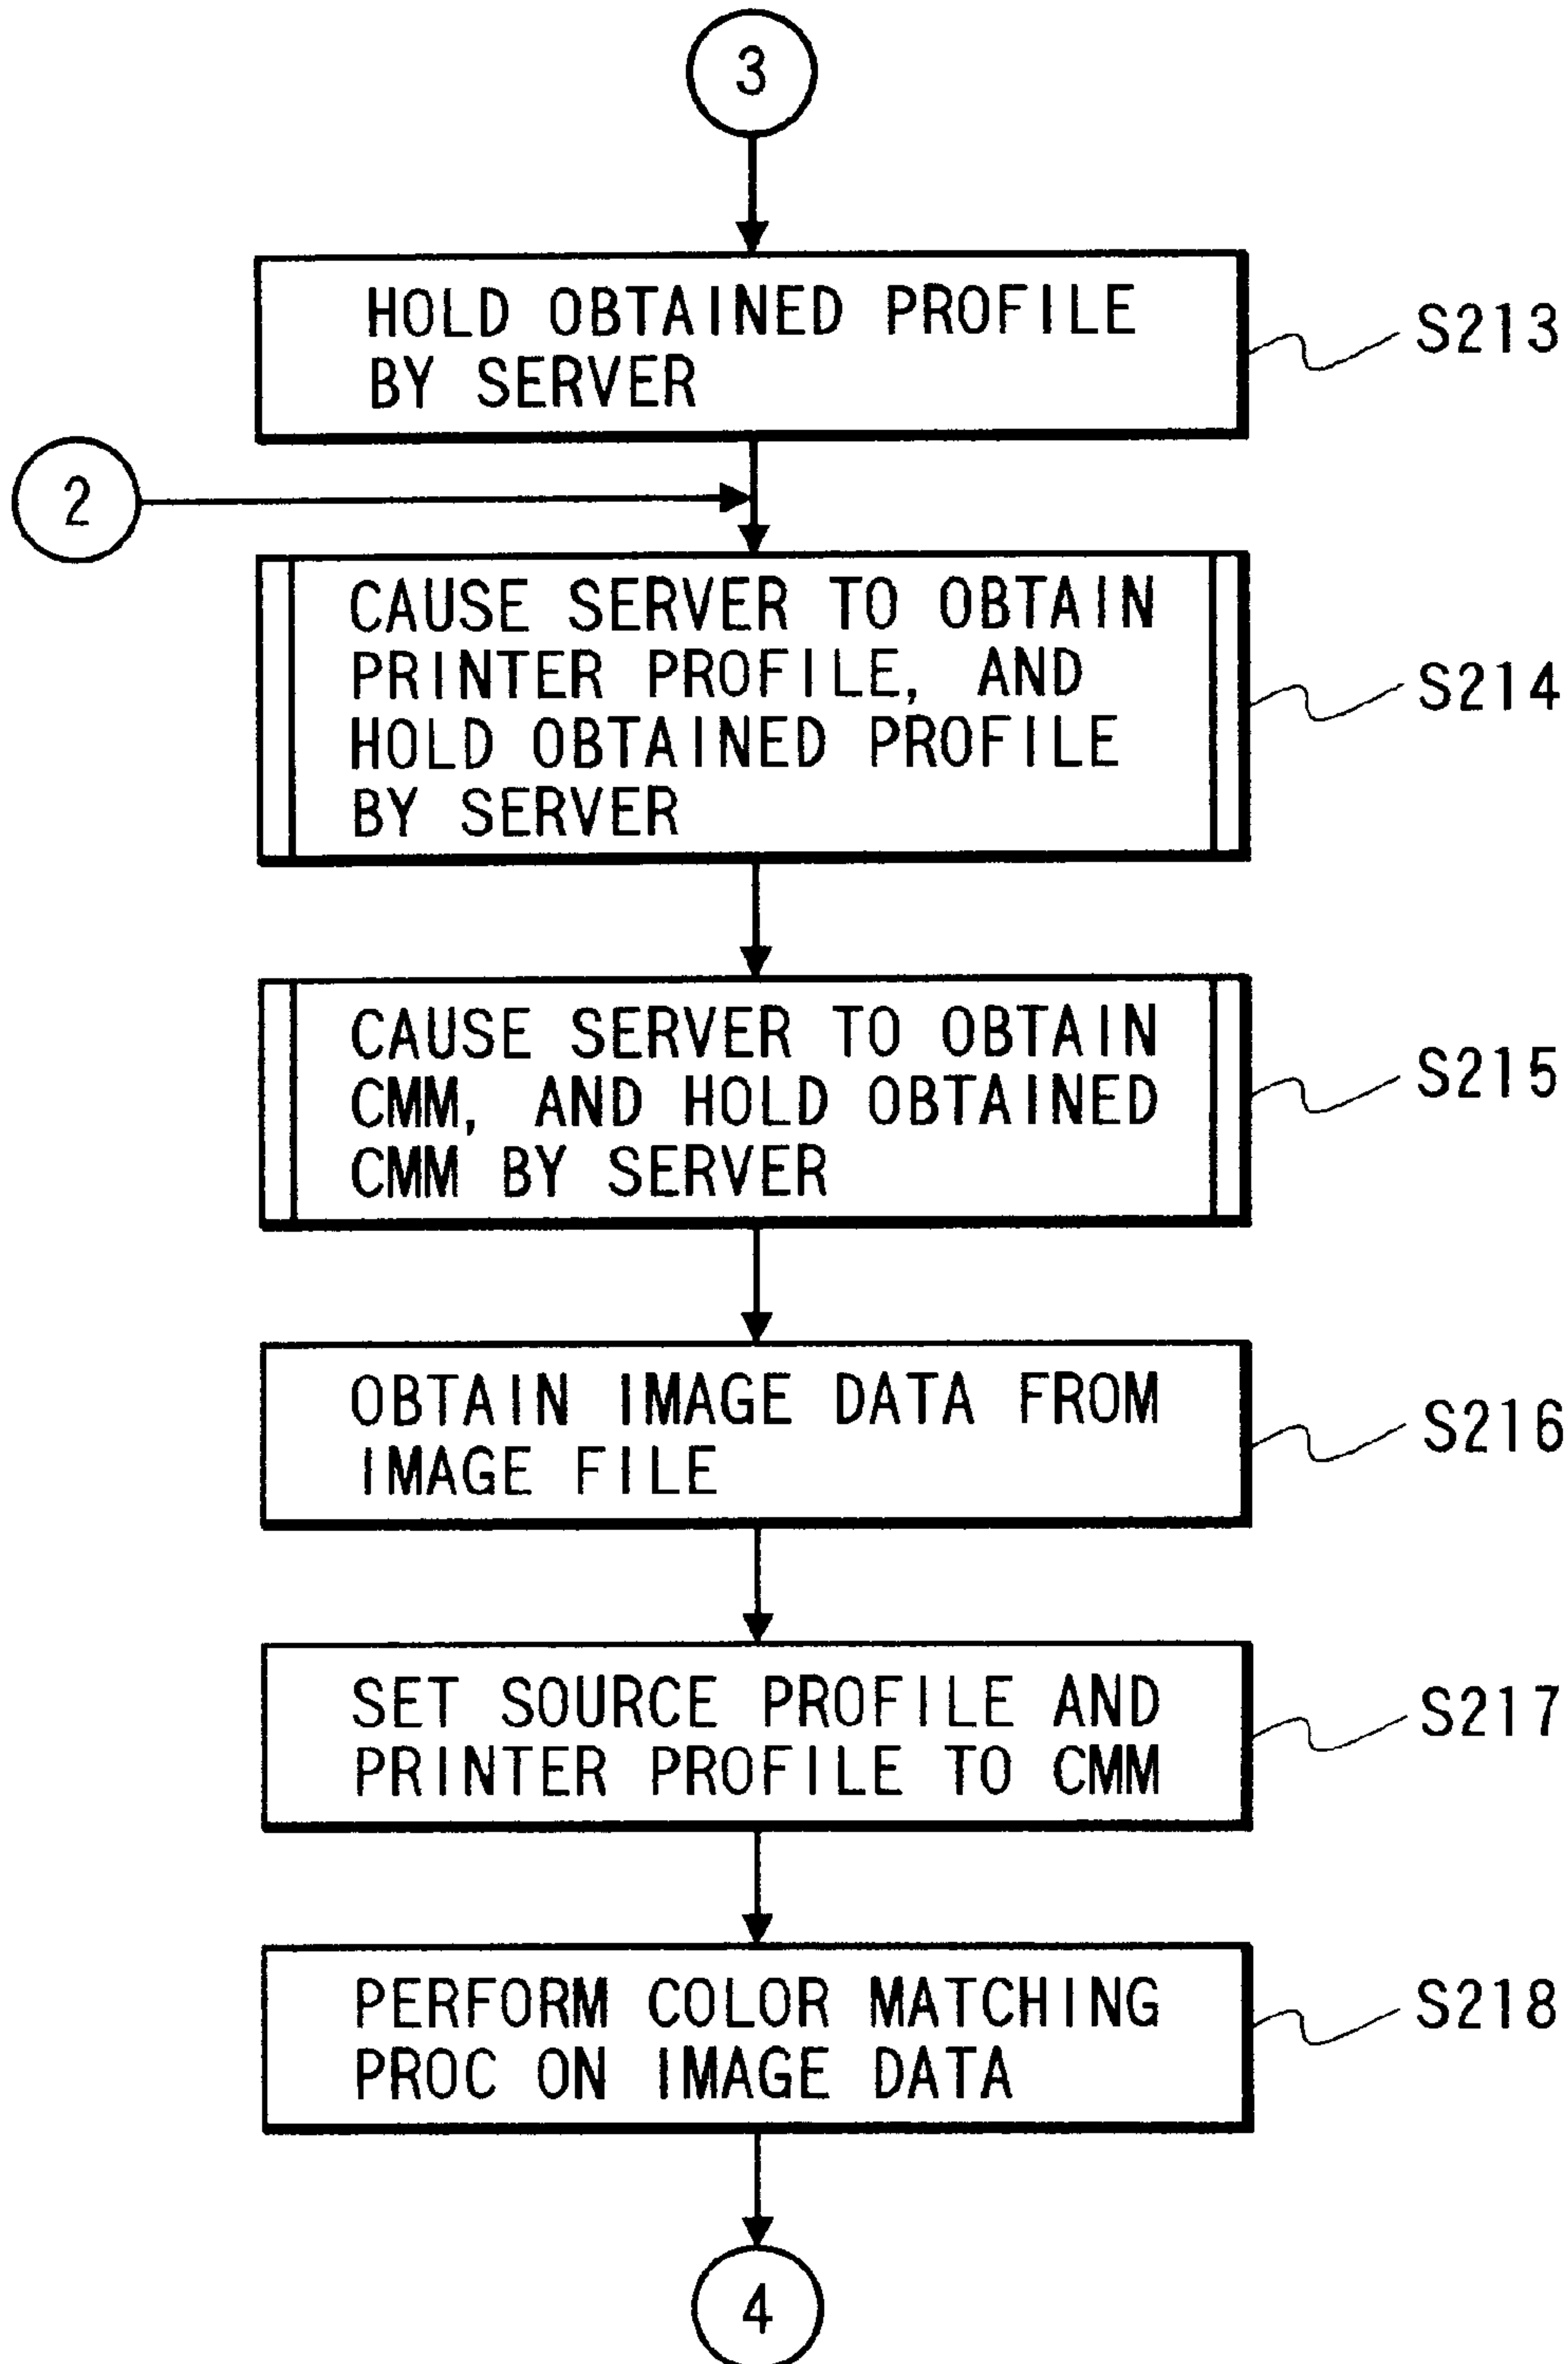 3
HOLD OBTAINED PROFILE
BY SERVER
S213
2
CAUSE SERVER TO OBTAIN
PRINTER PROFILE, AND
HOLD OBTAINED PROFILE
BY SERVER
S214
CAUSE SERVER TO OBTAIN
CMM, AND HOLD OBTAINED
CMM BY SERVER
S215
OBTAIN IMAGE DATA FROM
IMAGE FILE
S216
SET SOURCE PROFILE AND
PRINTER PROFILE TO CMM
S217
PERFORM COLOR MATCHING
PROC ON IMAGE DATA
S218
4